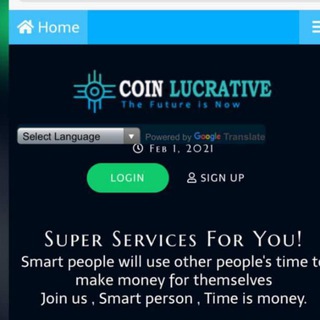 Home
COIN LUCRATIVE
The Future is Now
Select Language
Powered by Google Translate
Feb 1, 2021
LOGIN
SIGN UP
Super Services For You!
Smart people will use other people's time t
make money for themselves
Join us , Smart person , Time is money.